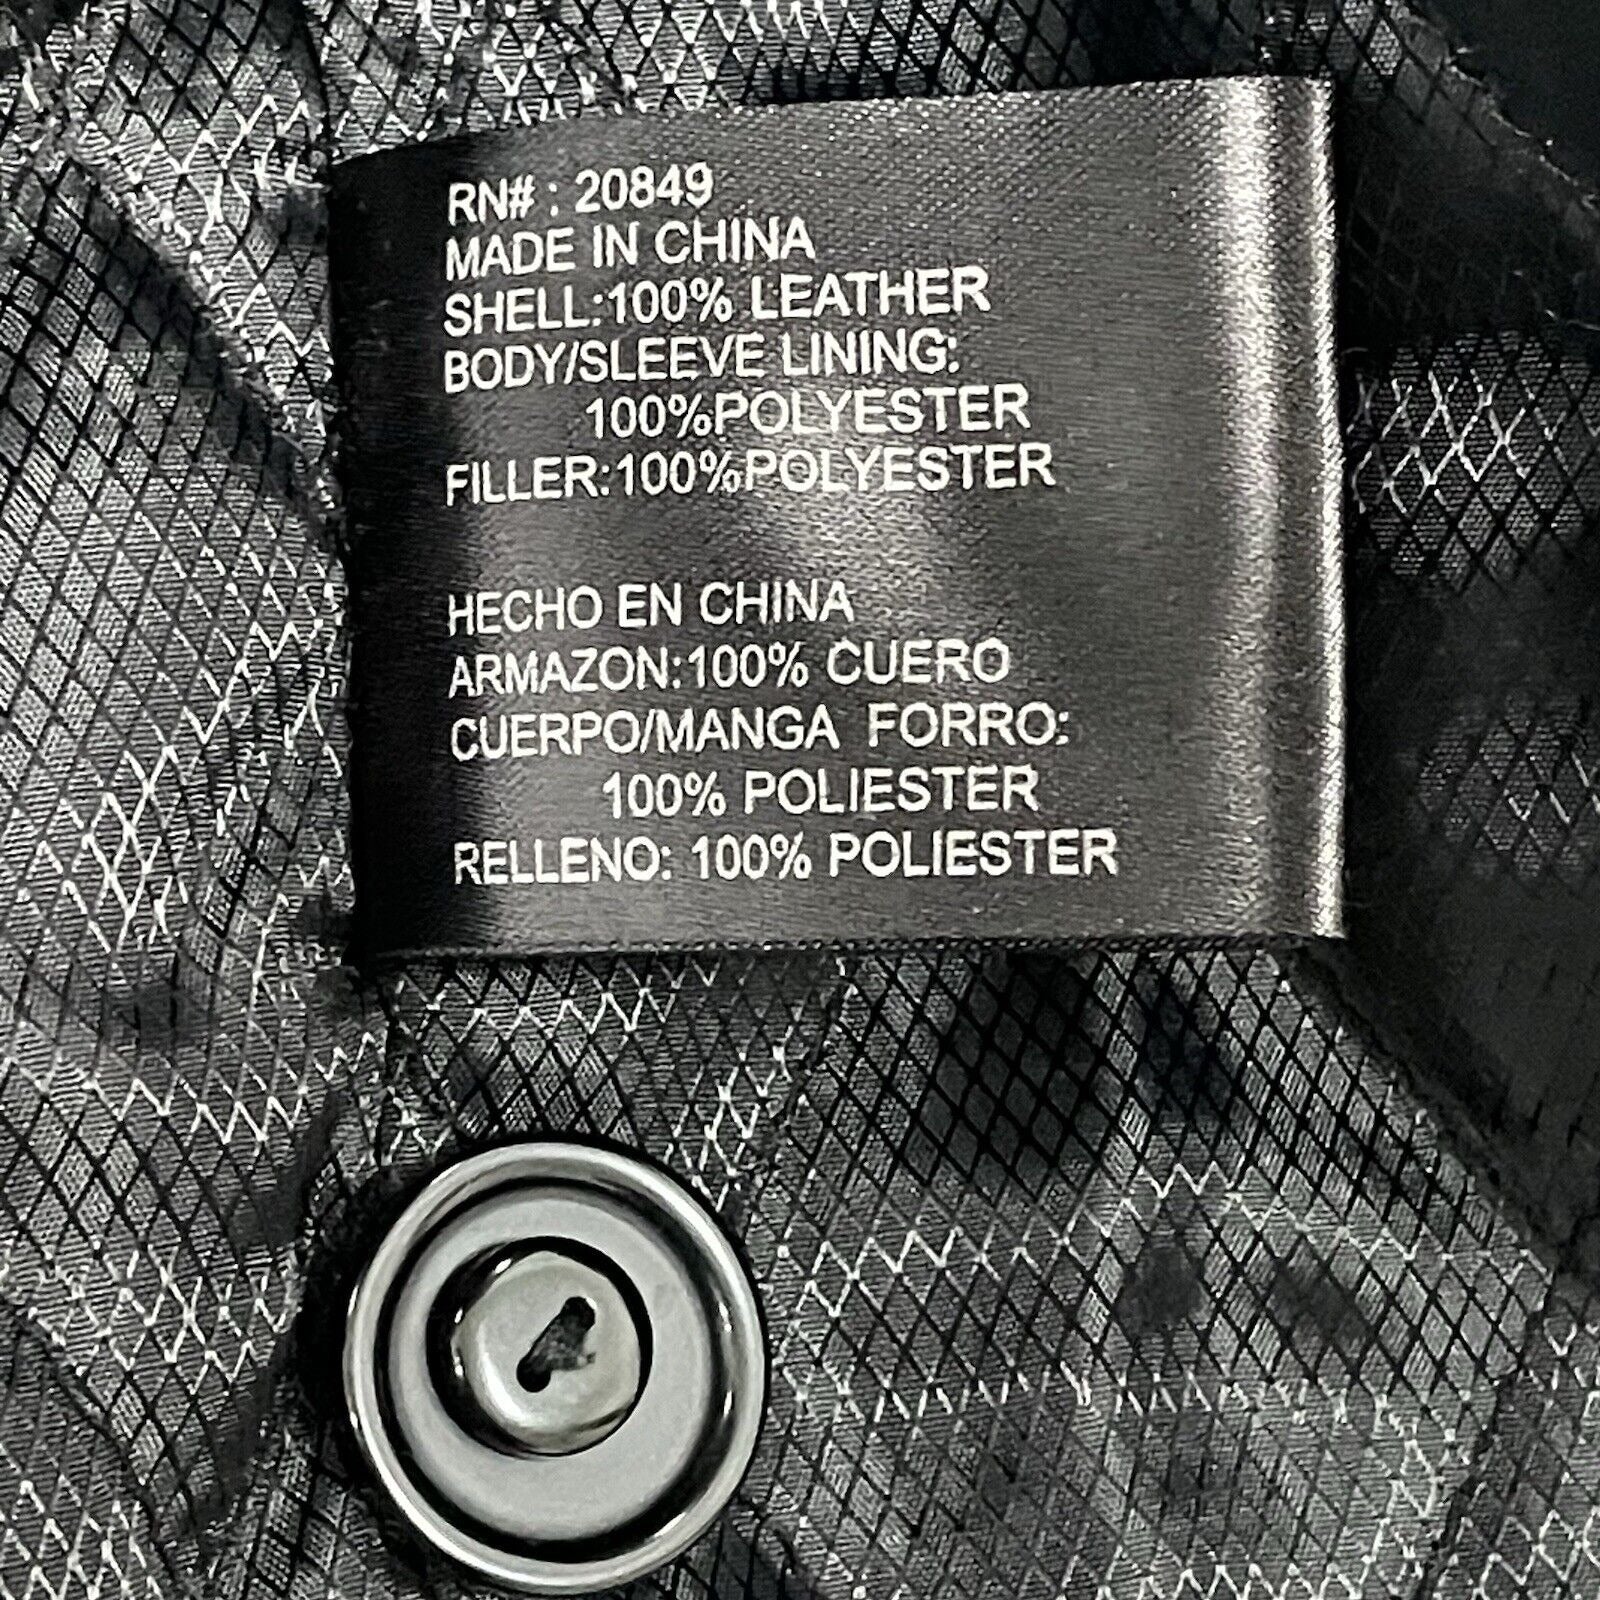 RN# : 20849
MADE IN CHINA
SHELL:100% LEATHER
BODY/SLEEVE LINING:
100%POLYESTER
FILLER:100%POLYESTER
HECHO EN CHINA
ARMAZON:100% CUERO
CUERPO/MANGA FORRO:
100% POLIESTER
RELLENO: 100% POLIESTER